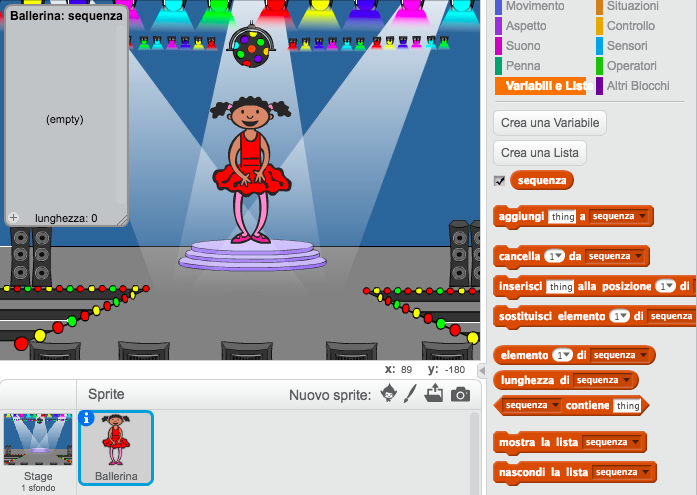 Ballerina: sequenza
(empty)
lunghezza: 0
x: 89 y: -180
Sprite Nuovo sprite:
Stage
1 sfondo
Ballerina
Movimento Situazioni
Aspetto Controllo
Suono Sensori
Penna Operatori
Variabili e Liste Altri Blocchi
Crea una Variabile
Crea una Lista
sequenza
aggiungi thing a sequenza
cancella 1 da sequenza
inserisci thing alla posizione 1 di
sostituisci elemento 1 di sequenza
elemento 1 di sequenza
lunghezza di sequenza
sequenza contiene thing
mostra la lista sequenza
nascondi la lista sequenza